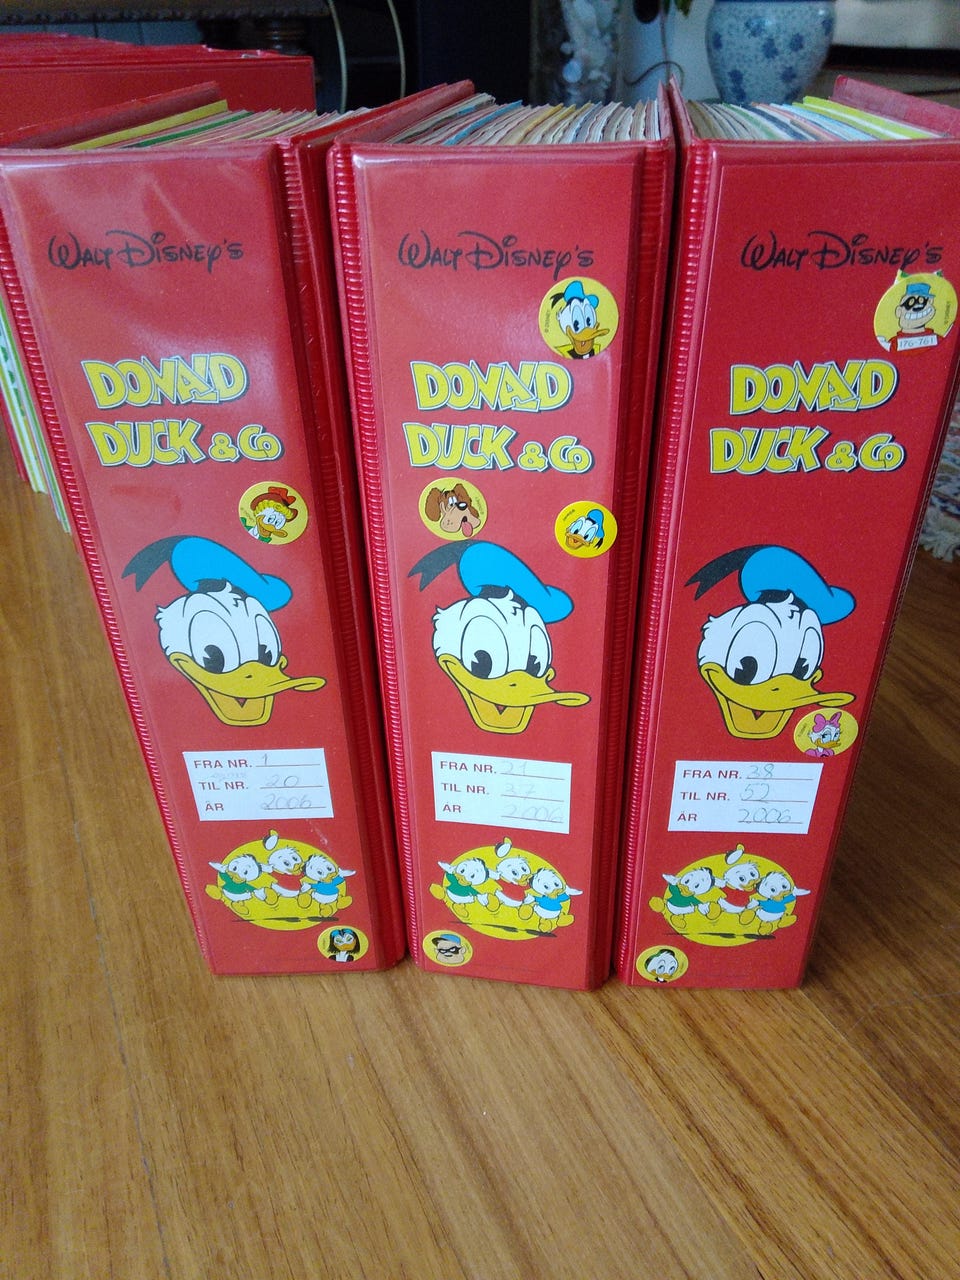 WALT DISNEY'S
DONALD
DUCK & CO
FRA NR. 1
TIL NR. 20
ÅR 2006
WALT DISNEY'S
DONALD
DUCK & CO
FRA NR. 21
TIL NR. 37
ÅR 2006
WALT DISNEY'S
176-761
DONALD
DUCK & CO
FRA NR. 38
TIL NR. 52
ÅR 2006